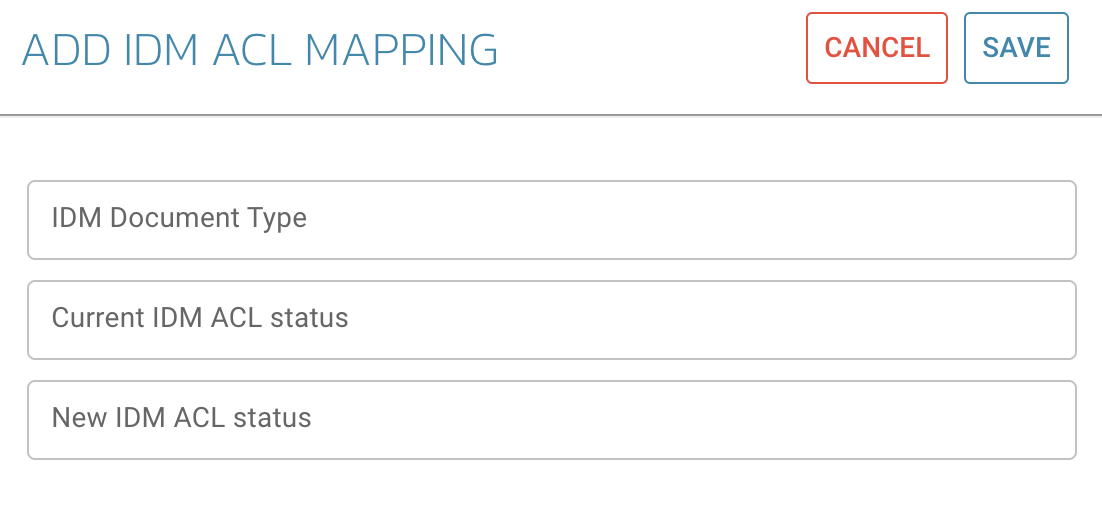 ADD IDM ACL MAPPING
CANCEL
SAVE
IDM Document Type
Current IDM ACL status
New IDM ACL status